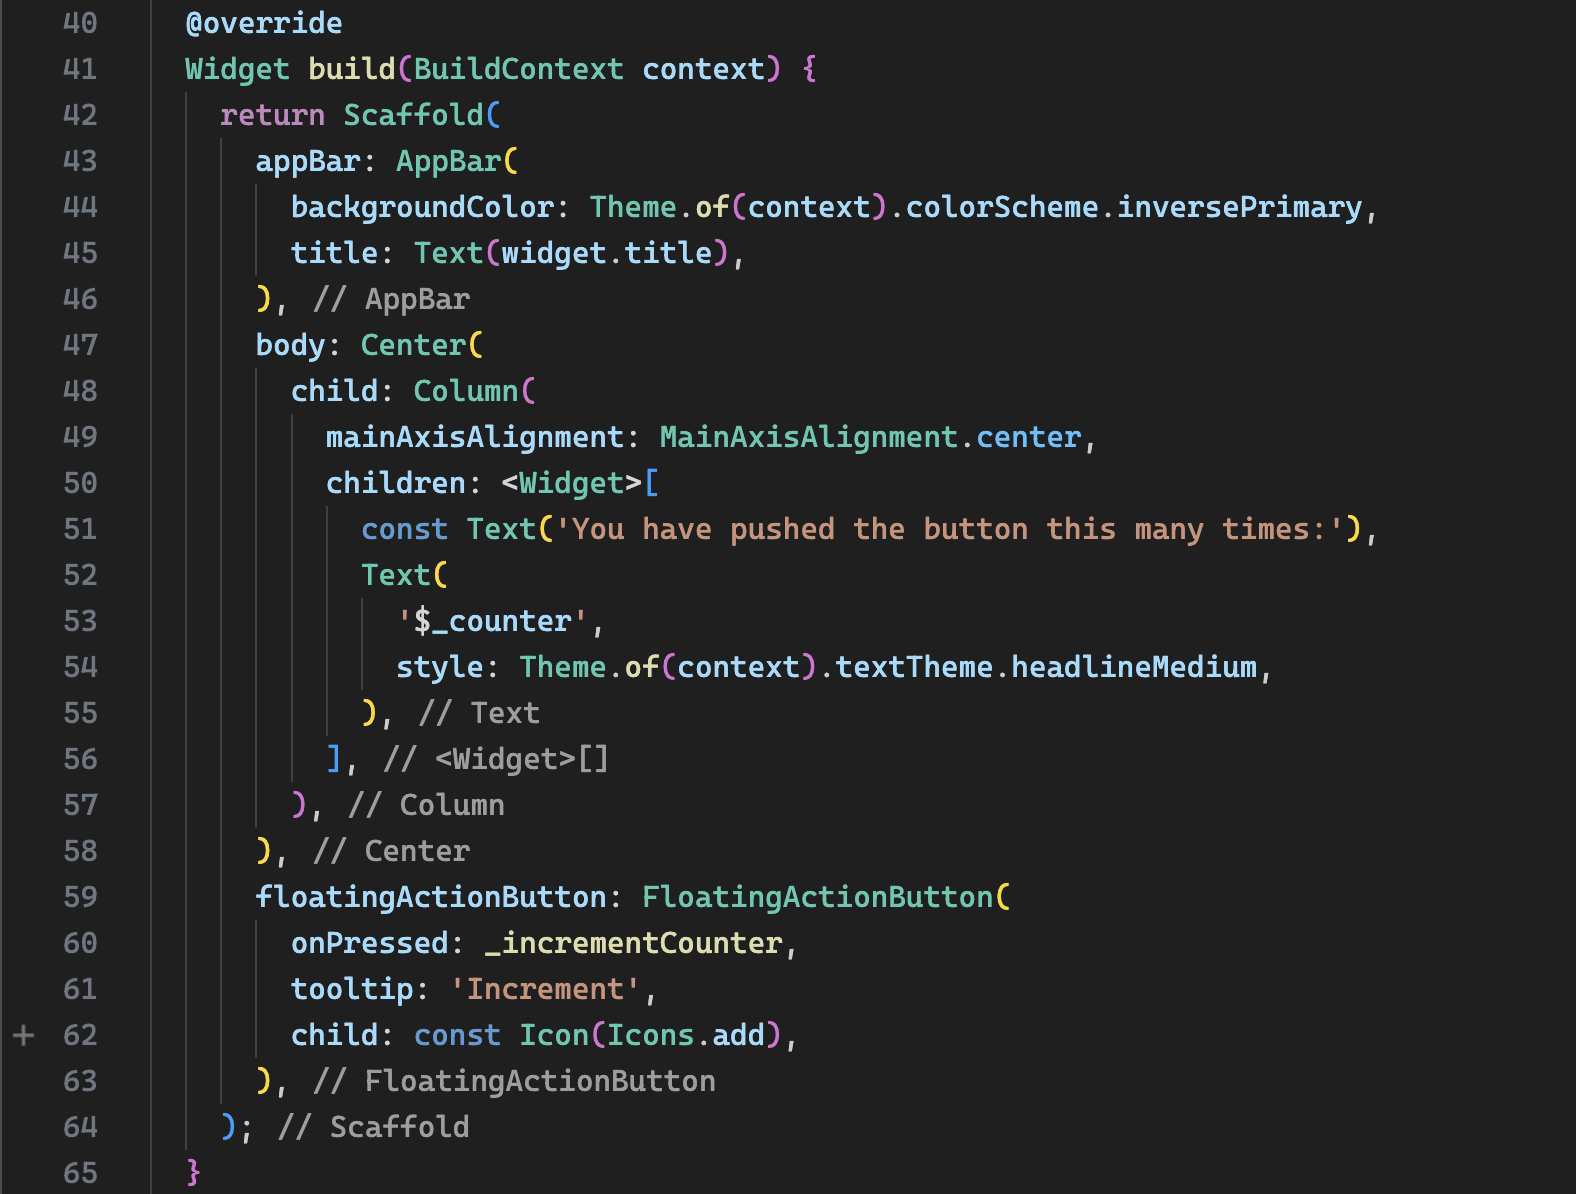 40 @override
41 Widget build(BuildContext context) {
42 return Scaffold(
43 appBar: AppBar(
44 backgroundColor: Theme.of(context).colorScheme.inversePrimary,
45 title: Text(widget.title),
46 ), // AppBar
47 body: Center(
48 child: Column(
49 mainAxisAlignment: MainAxisAlignment.center,
50 children: <Widget>[
51 const Text('You have pushed the button this many times:'),
52 Text(
53 '$_counter',
54 style: Theme.of(context).textTheme.headlineMedium,
55 ), // Text
56 ], // <Widget>[]
57 ), // Column
58 ), // Center
59 floatingActionButton: FloatingActionButton(
60 onPressed: _incrementCounter,
61 tooltip: 'Increment',
+ 62 child: const Icon(Icons.add),
63 ), // FloatingActionButton
64 ); // Scaffold
65 }